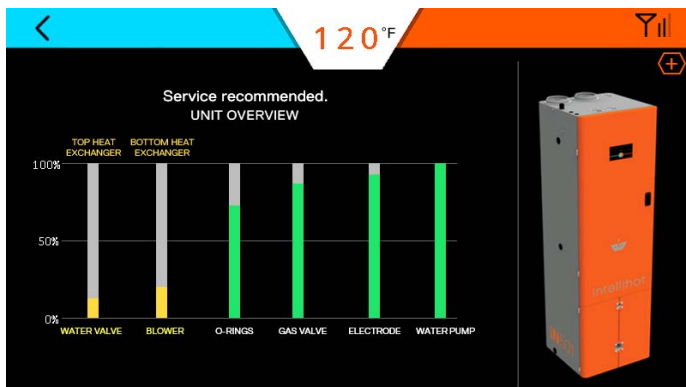 120°F
Service recommended.
UNIT OVERVIEW
TOP HEAT
EXCHANGER
BOTTOM HEAT
EXCHANGER
100%
50%
0%
WATER VALVE
BLOWER
O-RINGS
GAS VALVE
ELECTRODE
WATER PUMP
intellihot